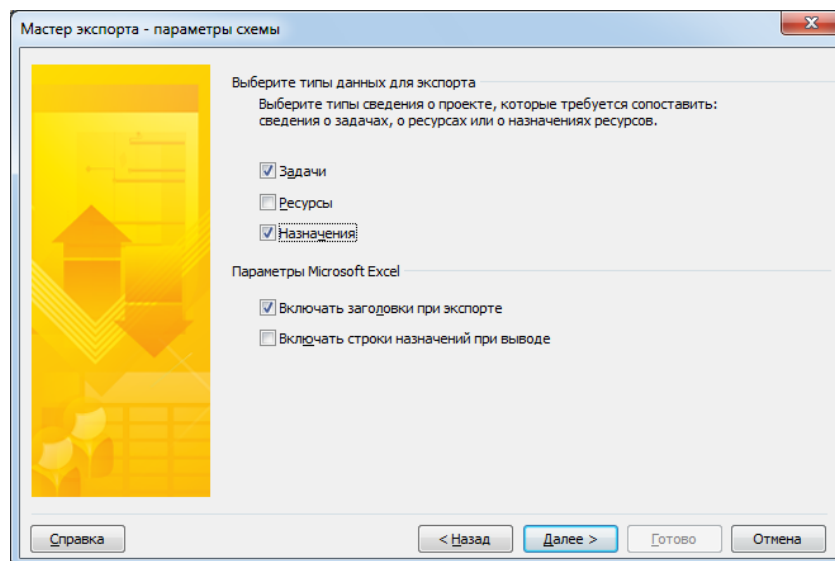 Мастер экспорта - параметры схемы
Выберите типы данных для экспорта
Выберите типы сведения о проекте, которые требуется сопоставить:
сведения о задачах, о ресурсах или о назначениях ресурсов.
Задачи
Ресурсы
Назначения
Параметры Microsoft Excel
Включать заголовки при экспорте
Включать строки назначений при выводе
Справка
< Назад
Далее >
Готово
Отмена